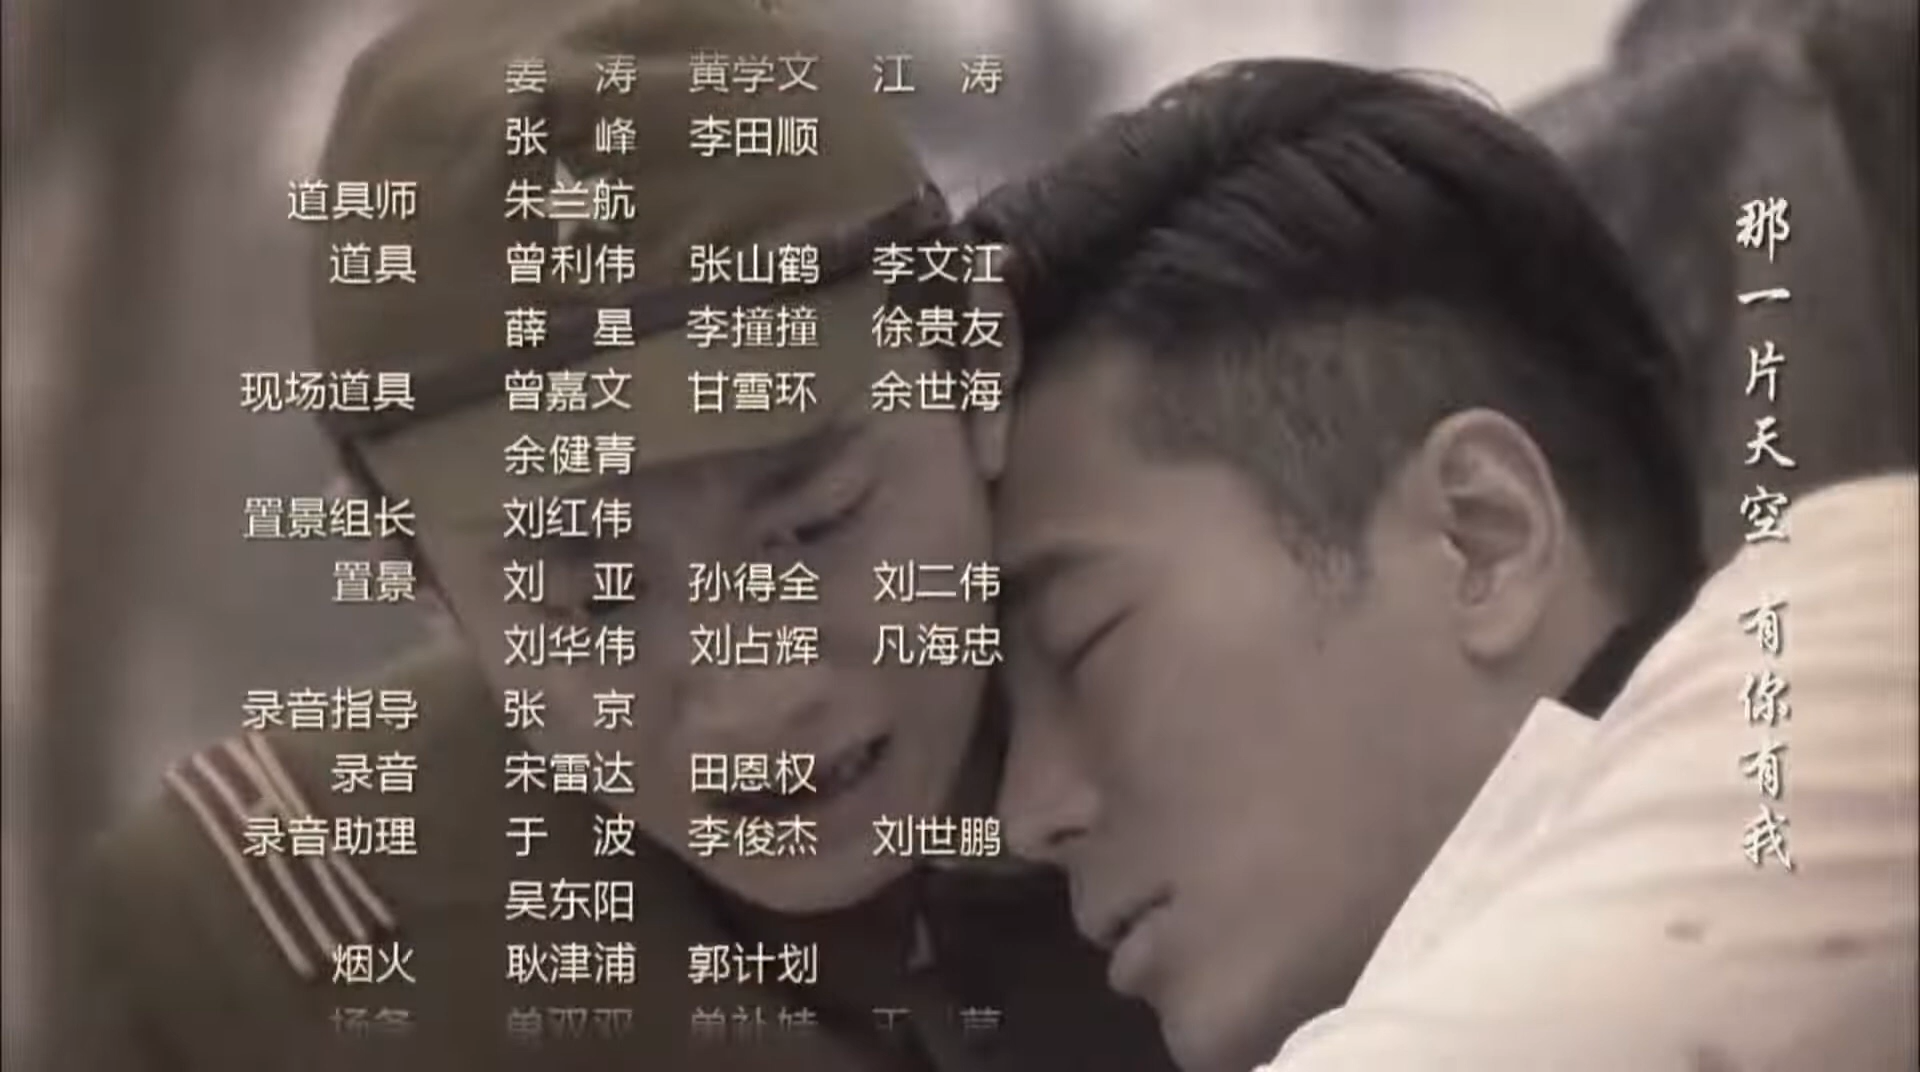 姜 涛 黄学文 江 涛
张 峰 李田顺
道具师 朱兰航
道具 曾利伟 张山鹤 李文江
薛 星 李撞撞 徐贵友
现场道具 曾嘉文 甘雪环 余世海
余健青
置景组长 刘红伟
置景 刘 亚 孙得全 刘二伟
刘华伟 刘占辉 凡海忠
录音指导 张 京
录音 宋雷达 田恩权
录音助理 于 波 李俊杰 刘世鹏
吴东阳
烟火 耿津浦 郭计划
场务 单双双
那一片天空 有你有我